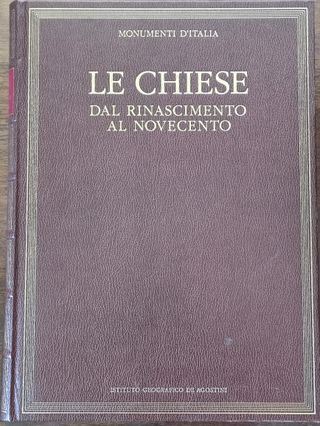 MONUMENTI D'ITALIA
LE CHIESE
DAL RINASCIMENTO
AL NOVECENTO
ISTITUTO GEOGRAFICO DE AGOSTINI